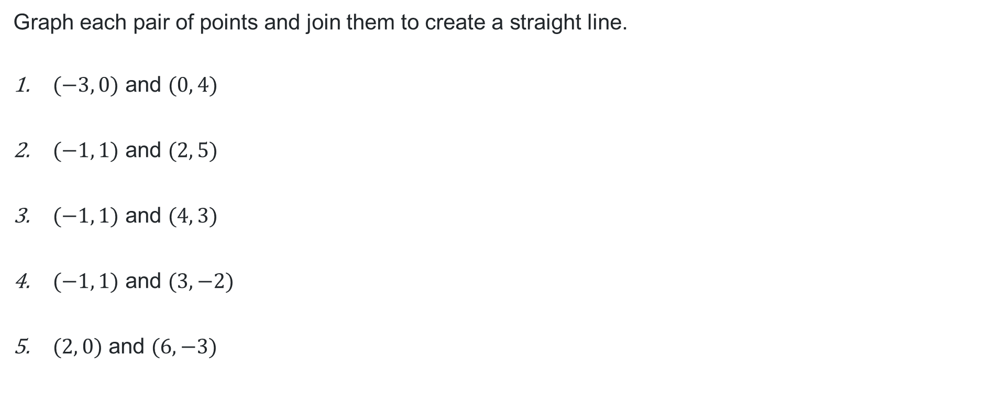 Graph each pair of points and join them to create a straight line.
1. (−3, 0) and (0, 4)
2. (−1, 1) and (2, 5)
3. (−1, 1) and (4, 3)
4. (−1, 1) and (3, −2)
5. (2, 0) and (6, −3)